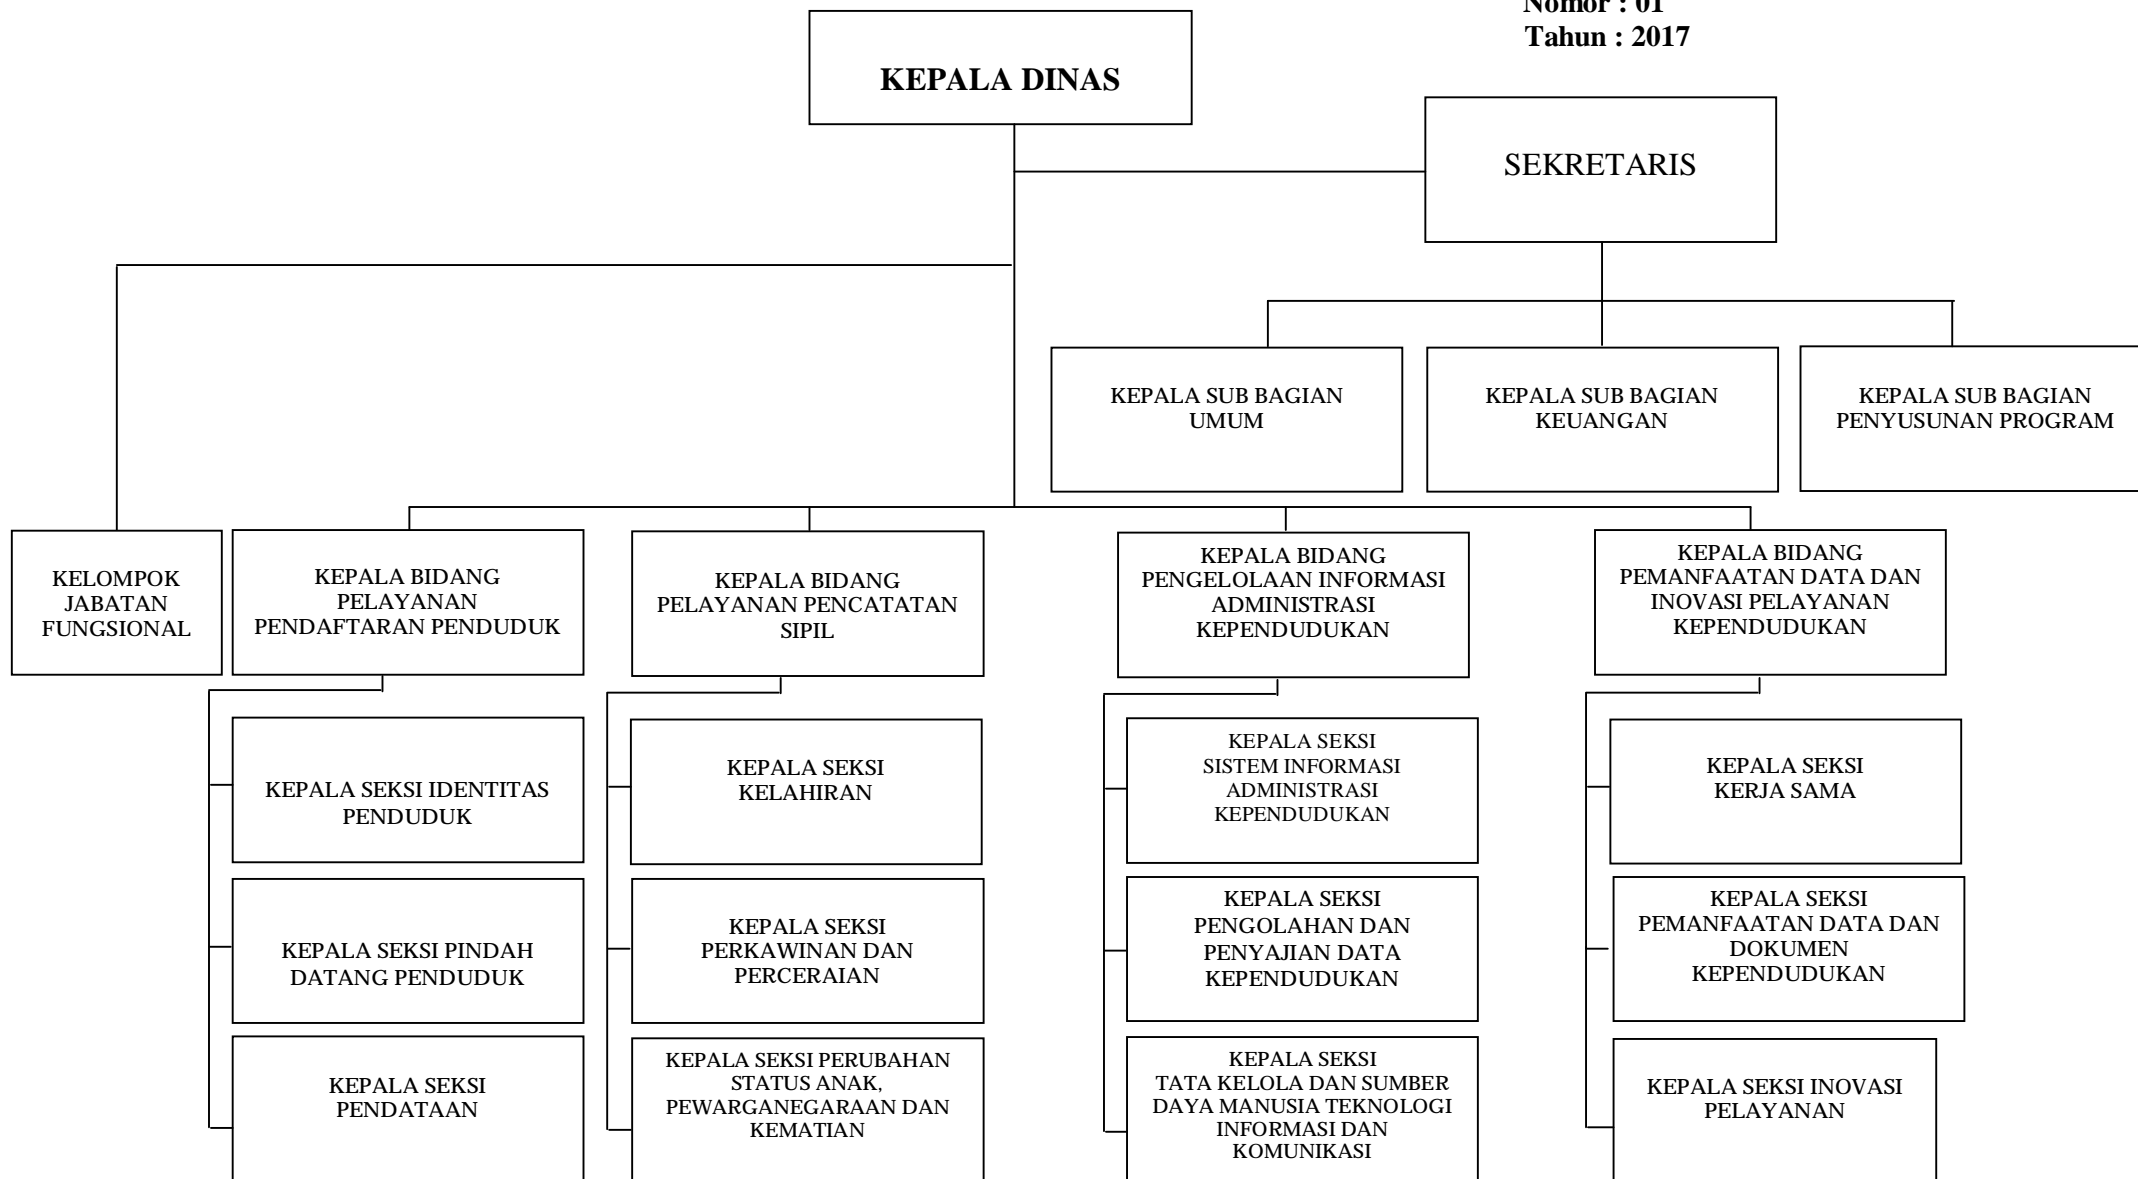 Nomor : 01
Tahun : 2017
KEPALA DINAS
SEKRETARIS
KEPALA SUB BAGIAN
UMUM
KEPALA SUB BAGIAN
KEUANGAN
KEPALA SUB BAGIAN
PENYUSUNAN PROGRAM
KELOMPOK
JABATAN
FUNGSIONAL
KEPALA BIDANG
PELAYANAN
PENDAFTARAN PENDUDUK
KEPALA BIDANG
PELAYANAN PENCATATAN
SIPIL
KEPALA BIDANG
PENGELOLAAN INFORMASI
ADMINISTRASI
KEPENDUDUKAN
KEPALA BIDANG
PEMANFAATAN DATA DAN
INOVASI PELAYANAN
KEPENDUDUKAN
KEPALA SEKSI IDENTITAS
PENDUDUK
KEPALA SEKSI
KELAHIRAN
KEPALA SEKSI
SISTEM INFORMASI
ADMINISTRASI
KEPENDUDUKAN
KEPALA SEKSI
KERJA SAMA
KEPALA SEKSI PINDAH
DATANG PENDUDUK
KEPALA SEKSI
PERKAWINAN DAN
PERCERAIAN
KEPALA SEKSI
PENGOLAHAN DAN
PENYAJIAN DATA
KEPENDUDUKAN
KEPALA SEKSI
PEMANFAATAN DATA DAN
DOKUMEN
KEPENDUDUKAN
KEPALA SEKSI
PENDATAAN
KEPALA SEKSI PERUBAHAN
STATUS ANAK,
PEWARGANEGARAAN DAN
KEMATIAN
KEPALA SEKSI
TATA KELOLA DAN SUMBER
DAYA MANUSIA TEKNOLOGI
INFORMASI DAN
KOMUNIKASI
KEPALA SEKSI INOVASI
PELAYANAN